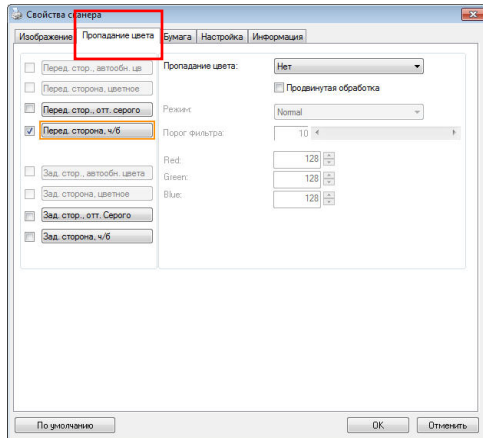 Свойства сканера
Изображение Пропадание цвета Бумага Настройка Информация
Перед. стор., автообн. цв
Перед. сторона, цветное
Перед. стор., отт. серого
Перед. сторона, ч/б
Зад. стор., автообн. цвета
Зад. сторона, цветное
Зад. стор., отт. Серого
Зад. сторона, ч/б
Пропадание цвета: Нет
Продвинутая обработка
Режим: Normal
Порог фильтра: 10
Red: 128
Green: 128
Blue: 128
По умолчанию OK Отменить